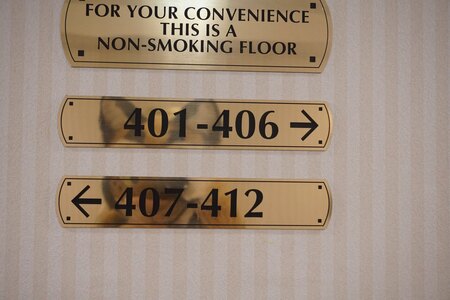 FOR YOUR CONVENIENCE
THIS IS A
NON-SMOKING FLOOR
401-406 →
← 407-412